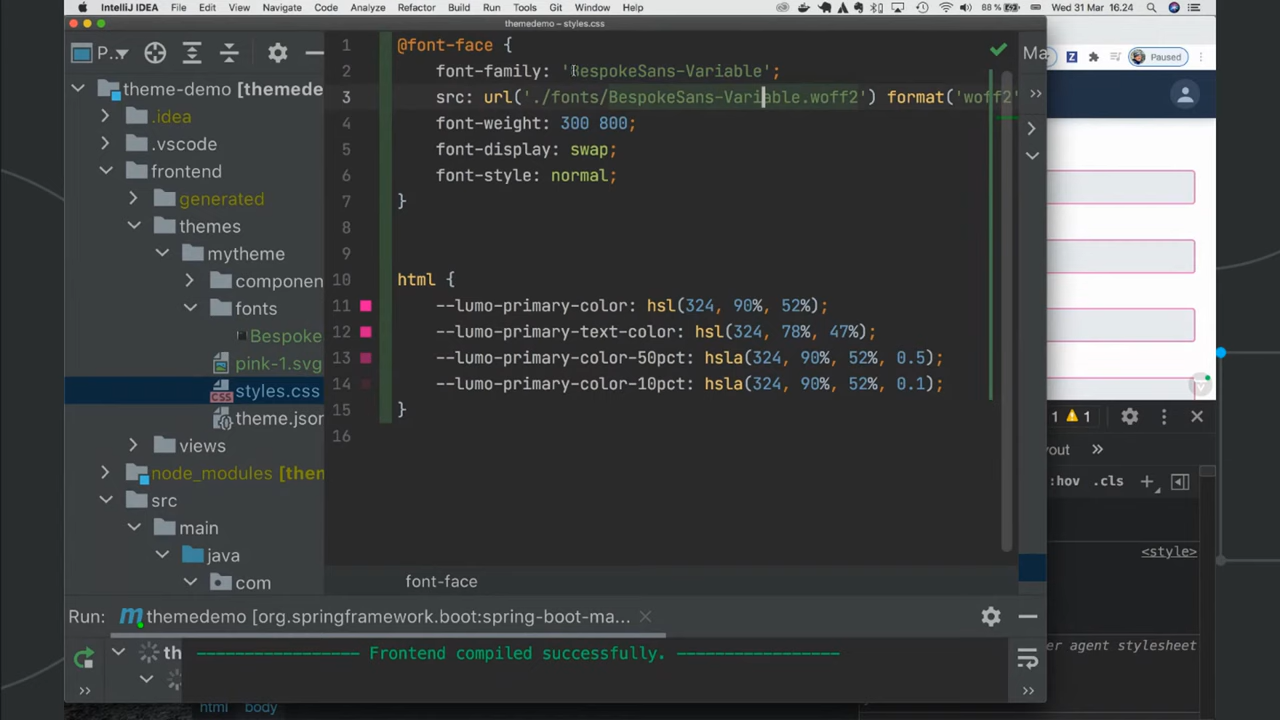 IntelliJ IDEA File Edit View Navigate Code Analyze Refactor Build Run Tools Git Window Help 88 % Wed 31 Mar 16.24
themedemo – styles.css
P...
Ma
Paused
theme-demo [themedemo
.idea
.vscode
frontend
generated
themes
mytheme
componen
fonts
Bespoke
pink-1.svg
styles.css
theme.jso
views
node_modules [then
src
main
java
com
1 @font-face {
2 font-family: 'BespokeSans-Variable';
3 src: url('./fonts/BespokeSans-Variable.woff2') format('woff2'
4 font-weight: 300 800;
5 font-display: swap;
6 font-style: normal;
7 }
8
9
10 html {
11 --lumo-primary-color: hsl(324, 90%, 52%);
12 --lumo-primary-text-color: hsl(324, 78%, 47%);
13 --lumo-primary-color-50pct: hsla(324, 90%, 52%, 0.5);
14 --lumo-primary-color-10pct: hsla(324, 90%, 52%, 0.1);
15 }
16
font-face
1 1
out
:hov .cls
<style>
er agent stylesheet
Run: themedemo [org.springframework.boot:spring-boot-ma...
th
---------------- Frontend compiled successfully. ----------------
html body